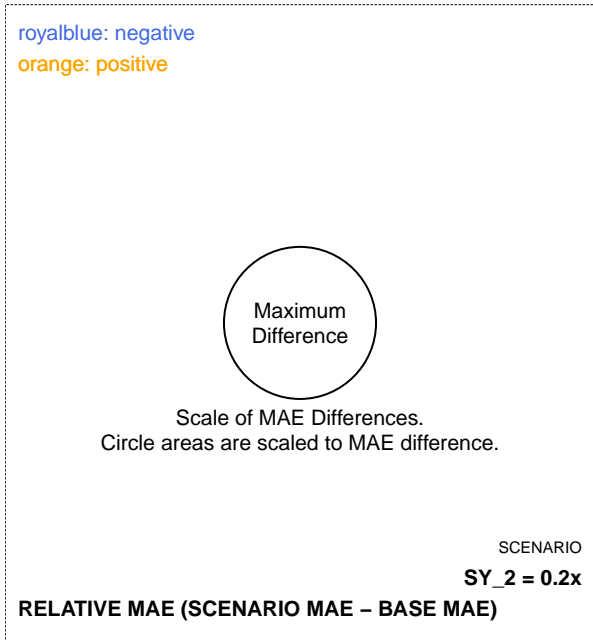 royalblue: negative
orange: positive
Maximum
Difference
Scale of MAE Differences.
Circle areas are scaled to MAE difference.
SCENARIO
SY_2 = 0.2x
RELATIVE MAE (SCENARIO MAE − BASE MAE)